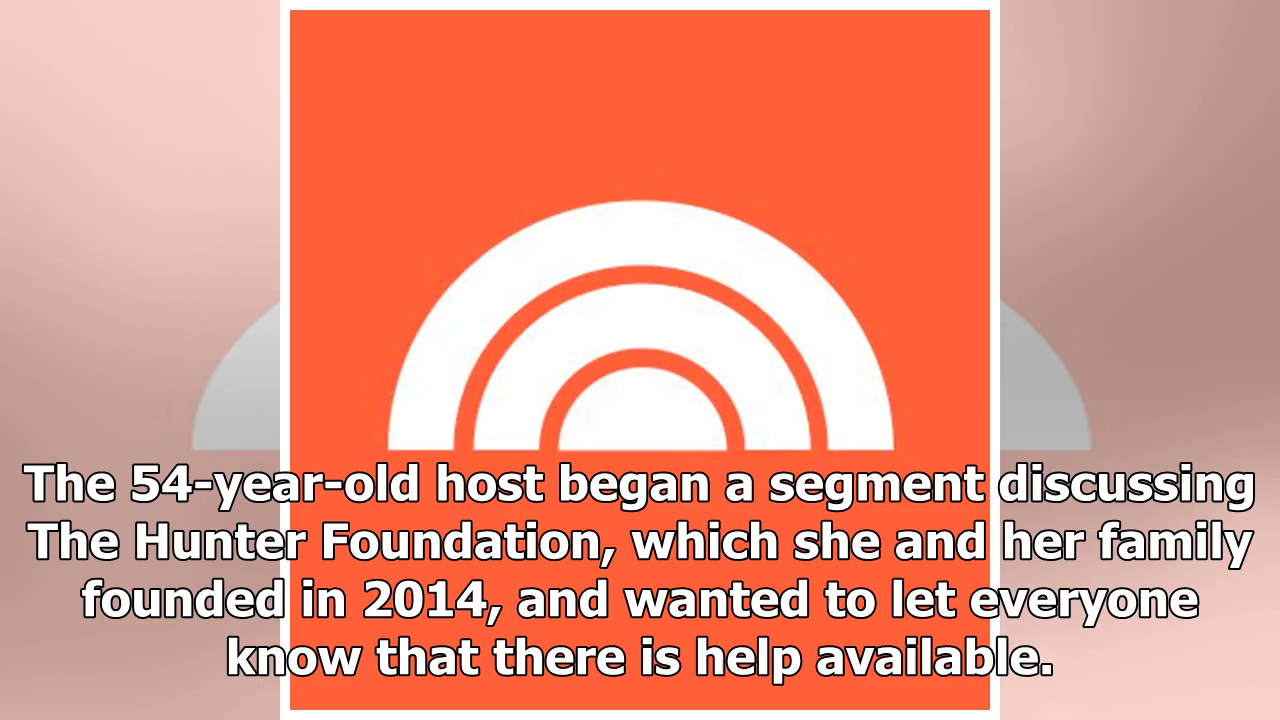 The 54-year-old host began a segment discussing
The Hunter Foundation, which she and her family
founded in 2014, and wanted to let everyone
know that there is help available.